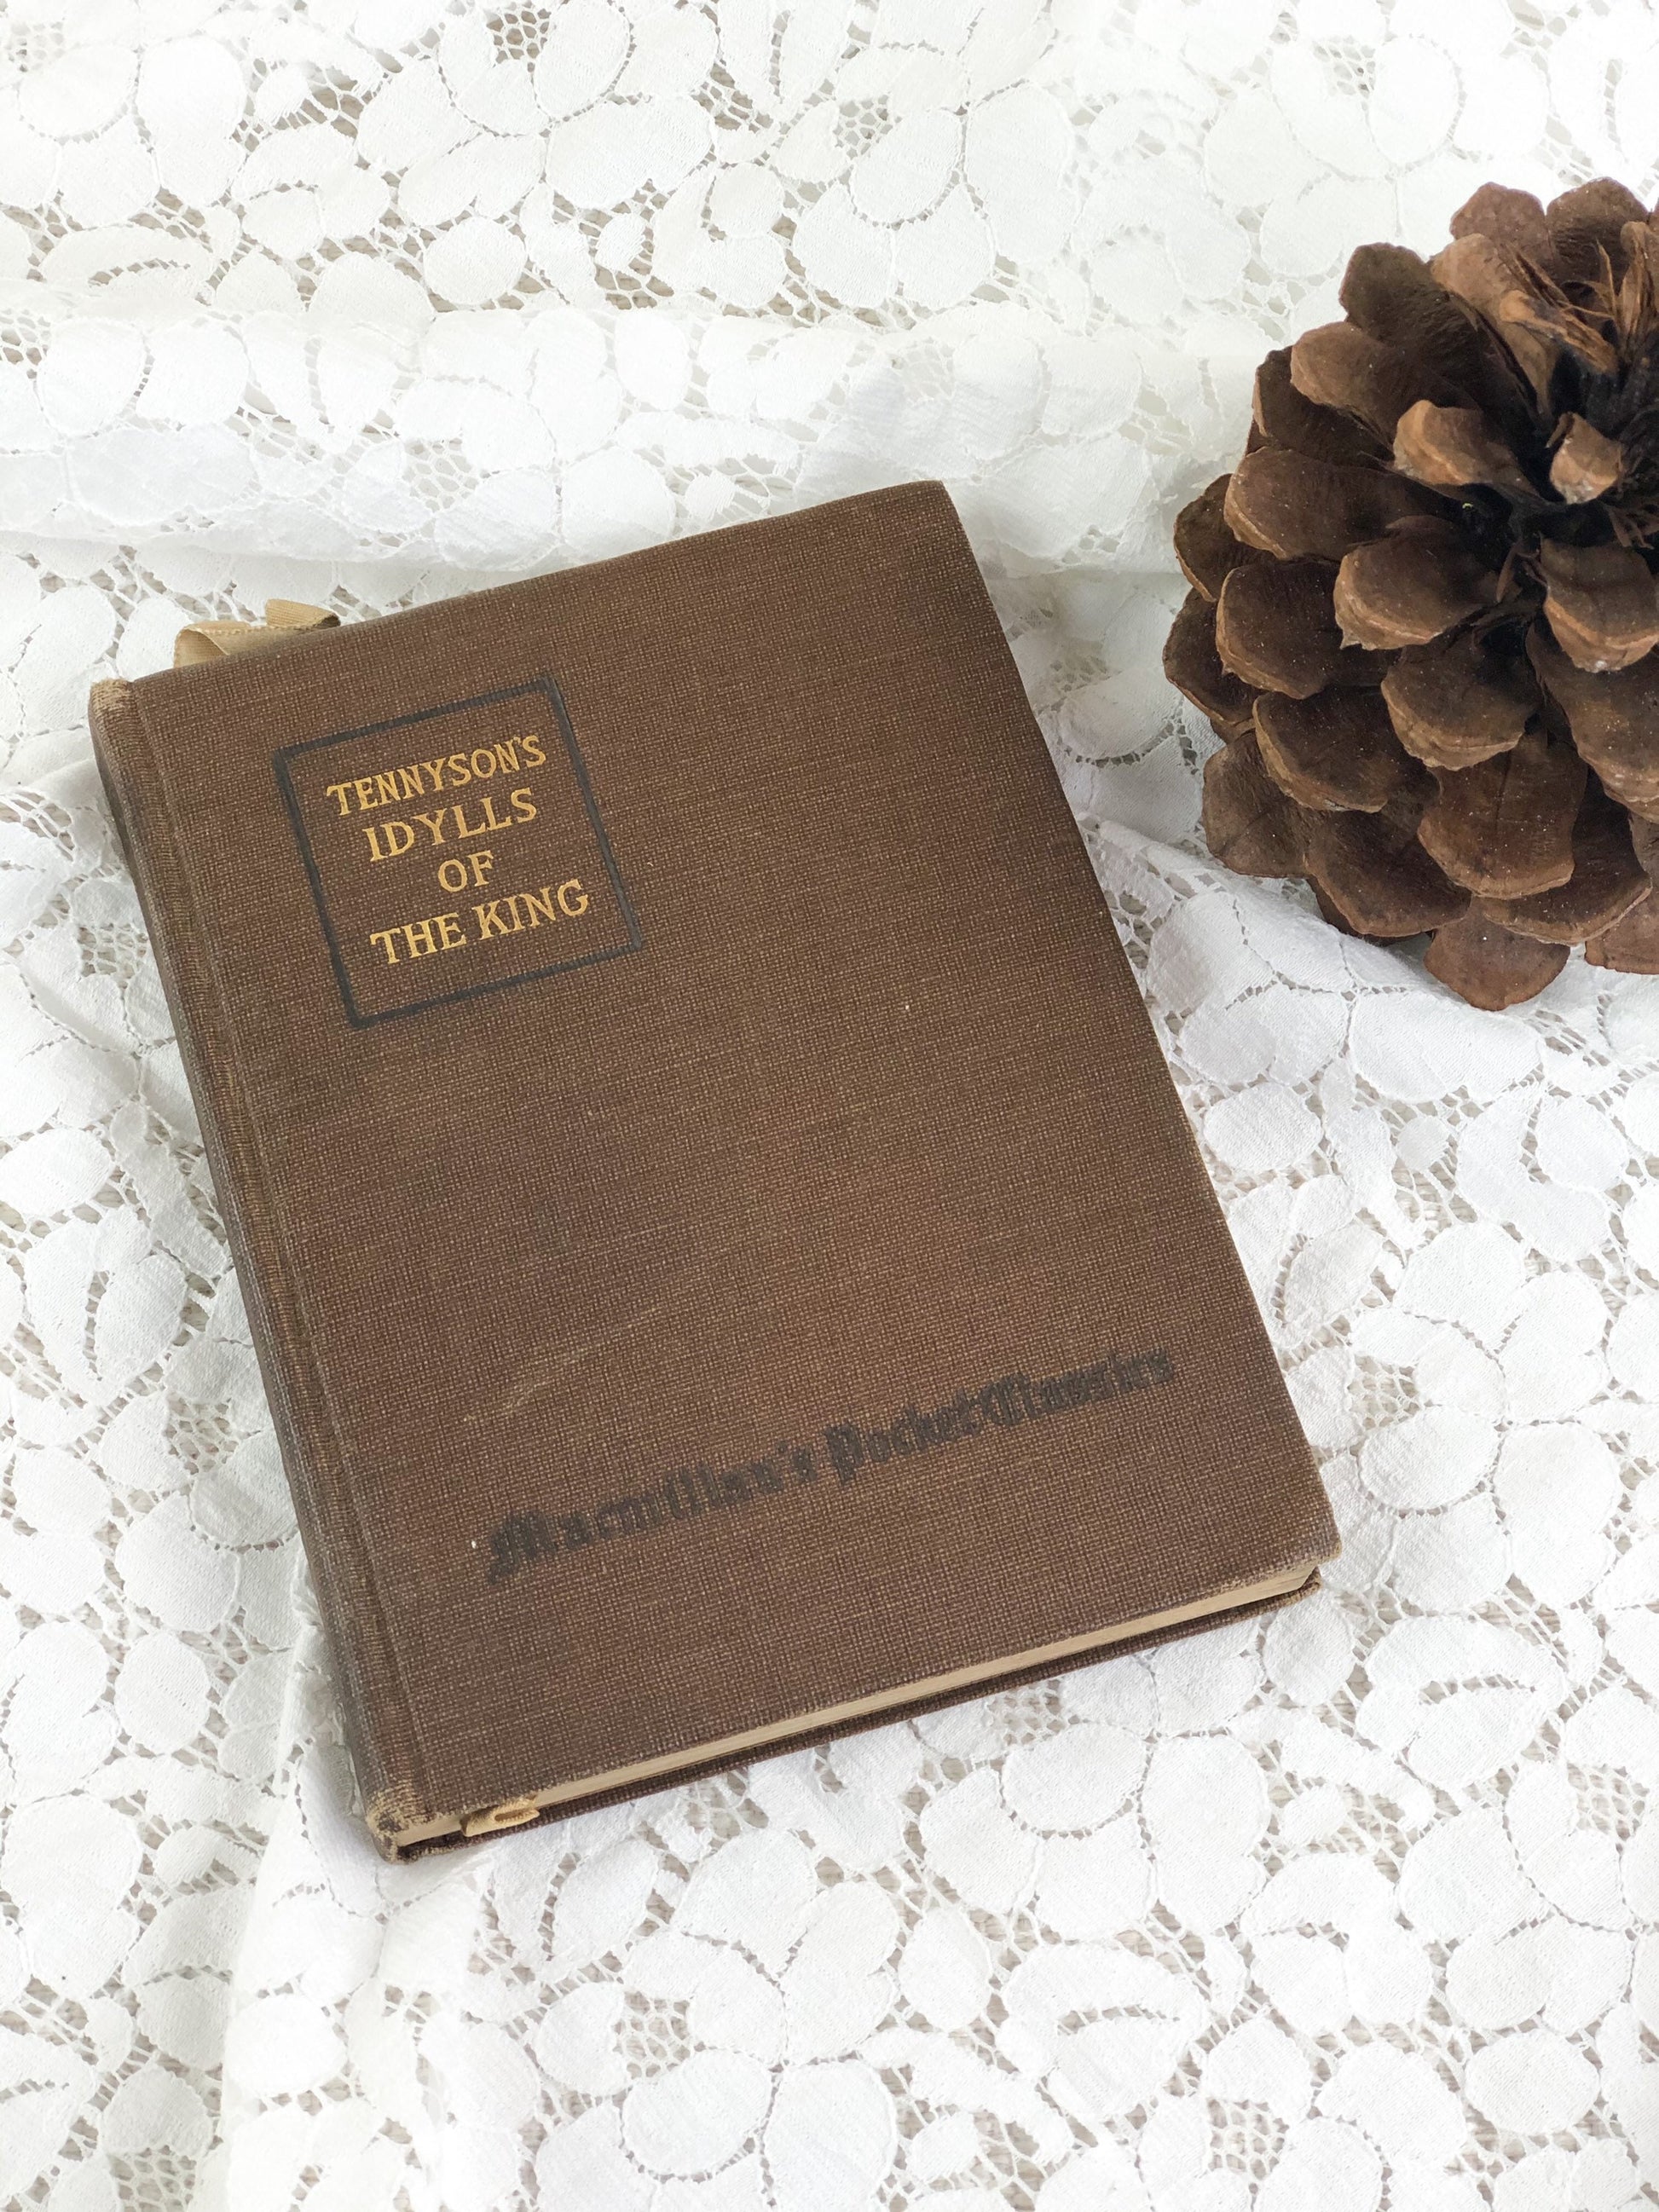 TENNYSON'S
IDYLLS
OF
THE KING
Macmillan's Pocket Classics